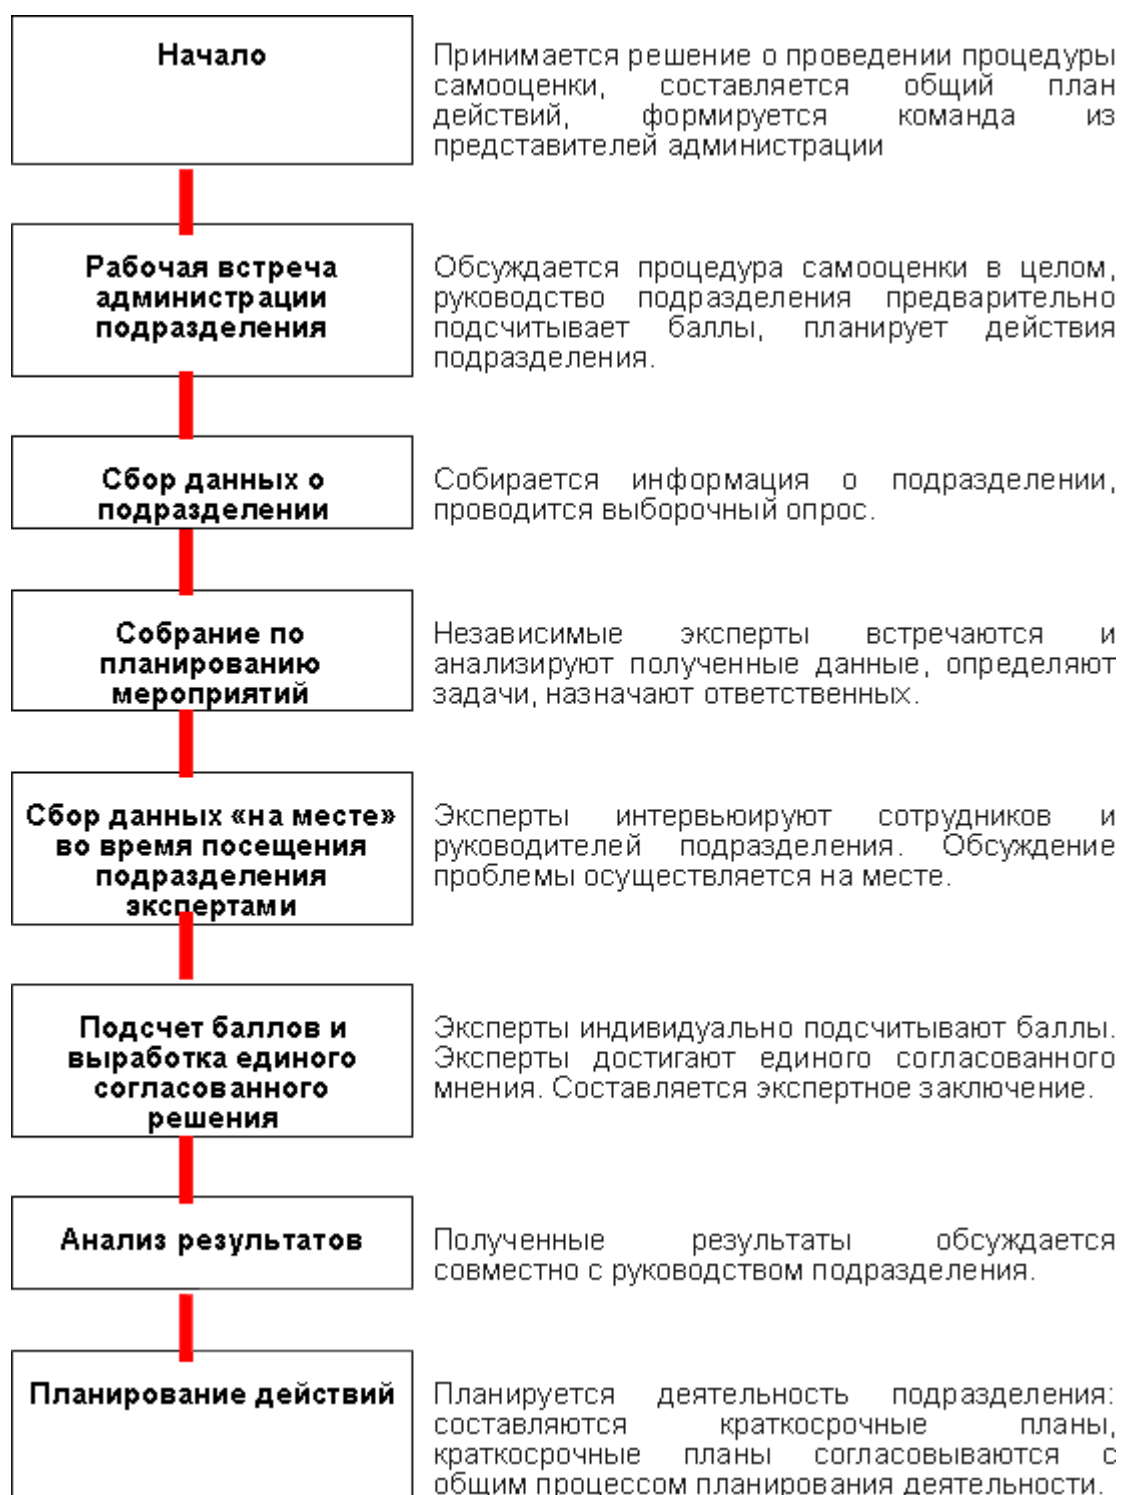 Начало
Принимается решение о проведении процедуры
самооценки, составляется общий план
действий, формируется команда из
представителей администрации
Рабочая встреча
администрации
подразделения
Обсуждается процедура самооценки в целом,
руководство подразделения предварительно
подсчитывает баллы, планирует действия
подразделения.
Сбор данных о
подразделении
Собирается информация о подразделении,
проводится выборочный опрос.
Собрание по
планированию
мероприятий
Независимые эксперты встречаются и
анализируют полученные данные, определяют
задачи, назначают ответственных.
Сбор данных «на месте»
во время посещения
подразделения
экспертами
Эксперты интервьюируют сотрудников и
руководителей подразделения. Обсуждение
проблемы осуществляется на месте.
Подсчет баллов и
выработка единого
согласованного
решения
Эксперты индивидуально подсчитывают баллы.
Эксперты достигают единого согласованного
мнения. Составляется экспертное заключение.
Анализ результатов
Полученные результаты обсуждается
совместно с руководством подразделения.
Планирование действий
Планируется деятельность подразделения:
составляются краткосрочные планы,
краткосрочные планы согласовываются с
общим процессом планирования деятельности.